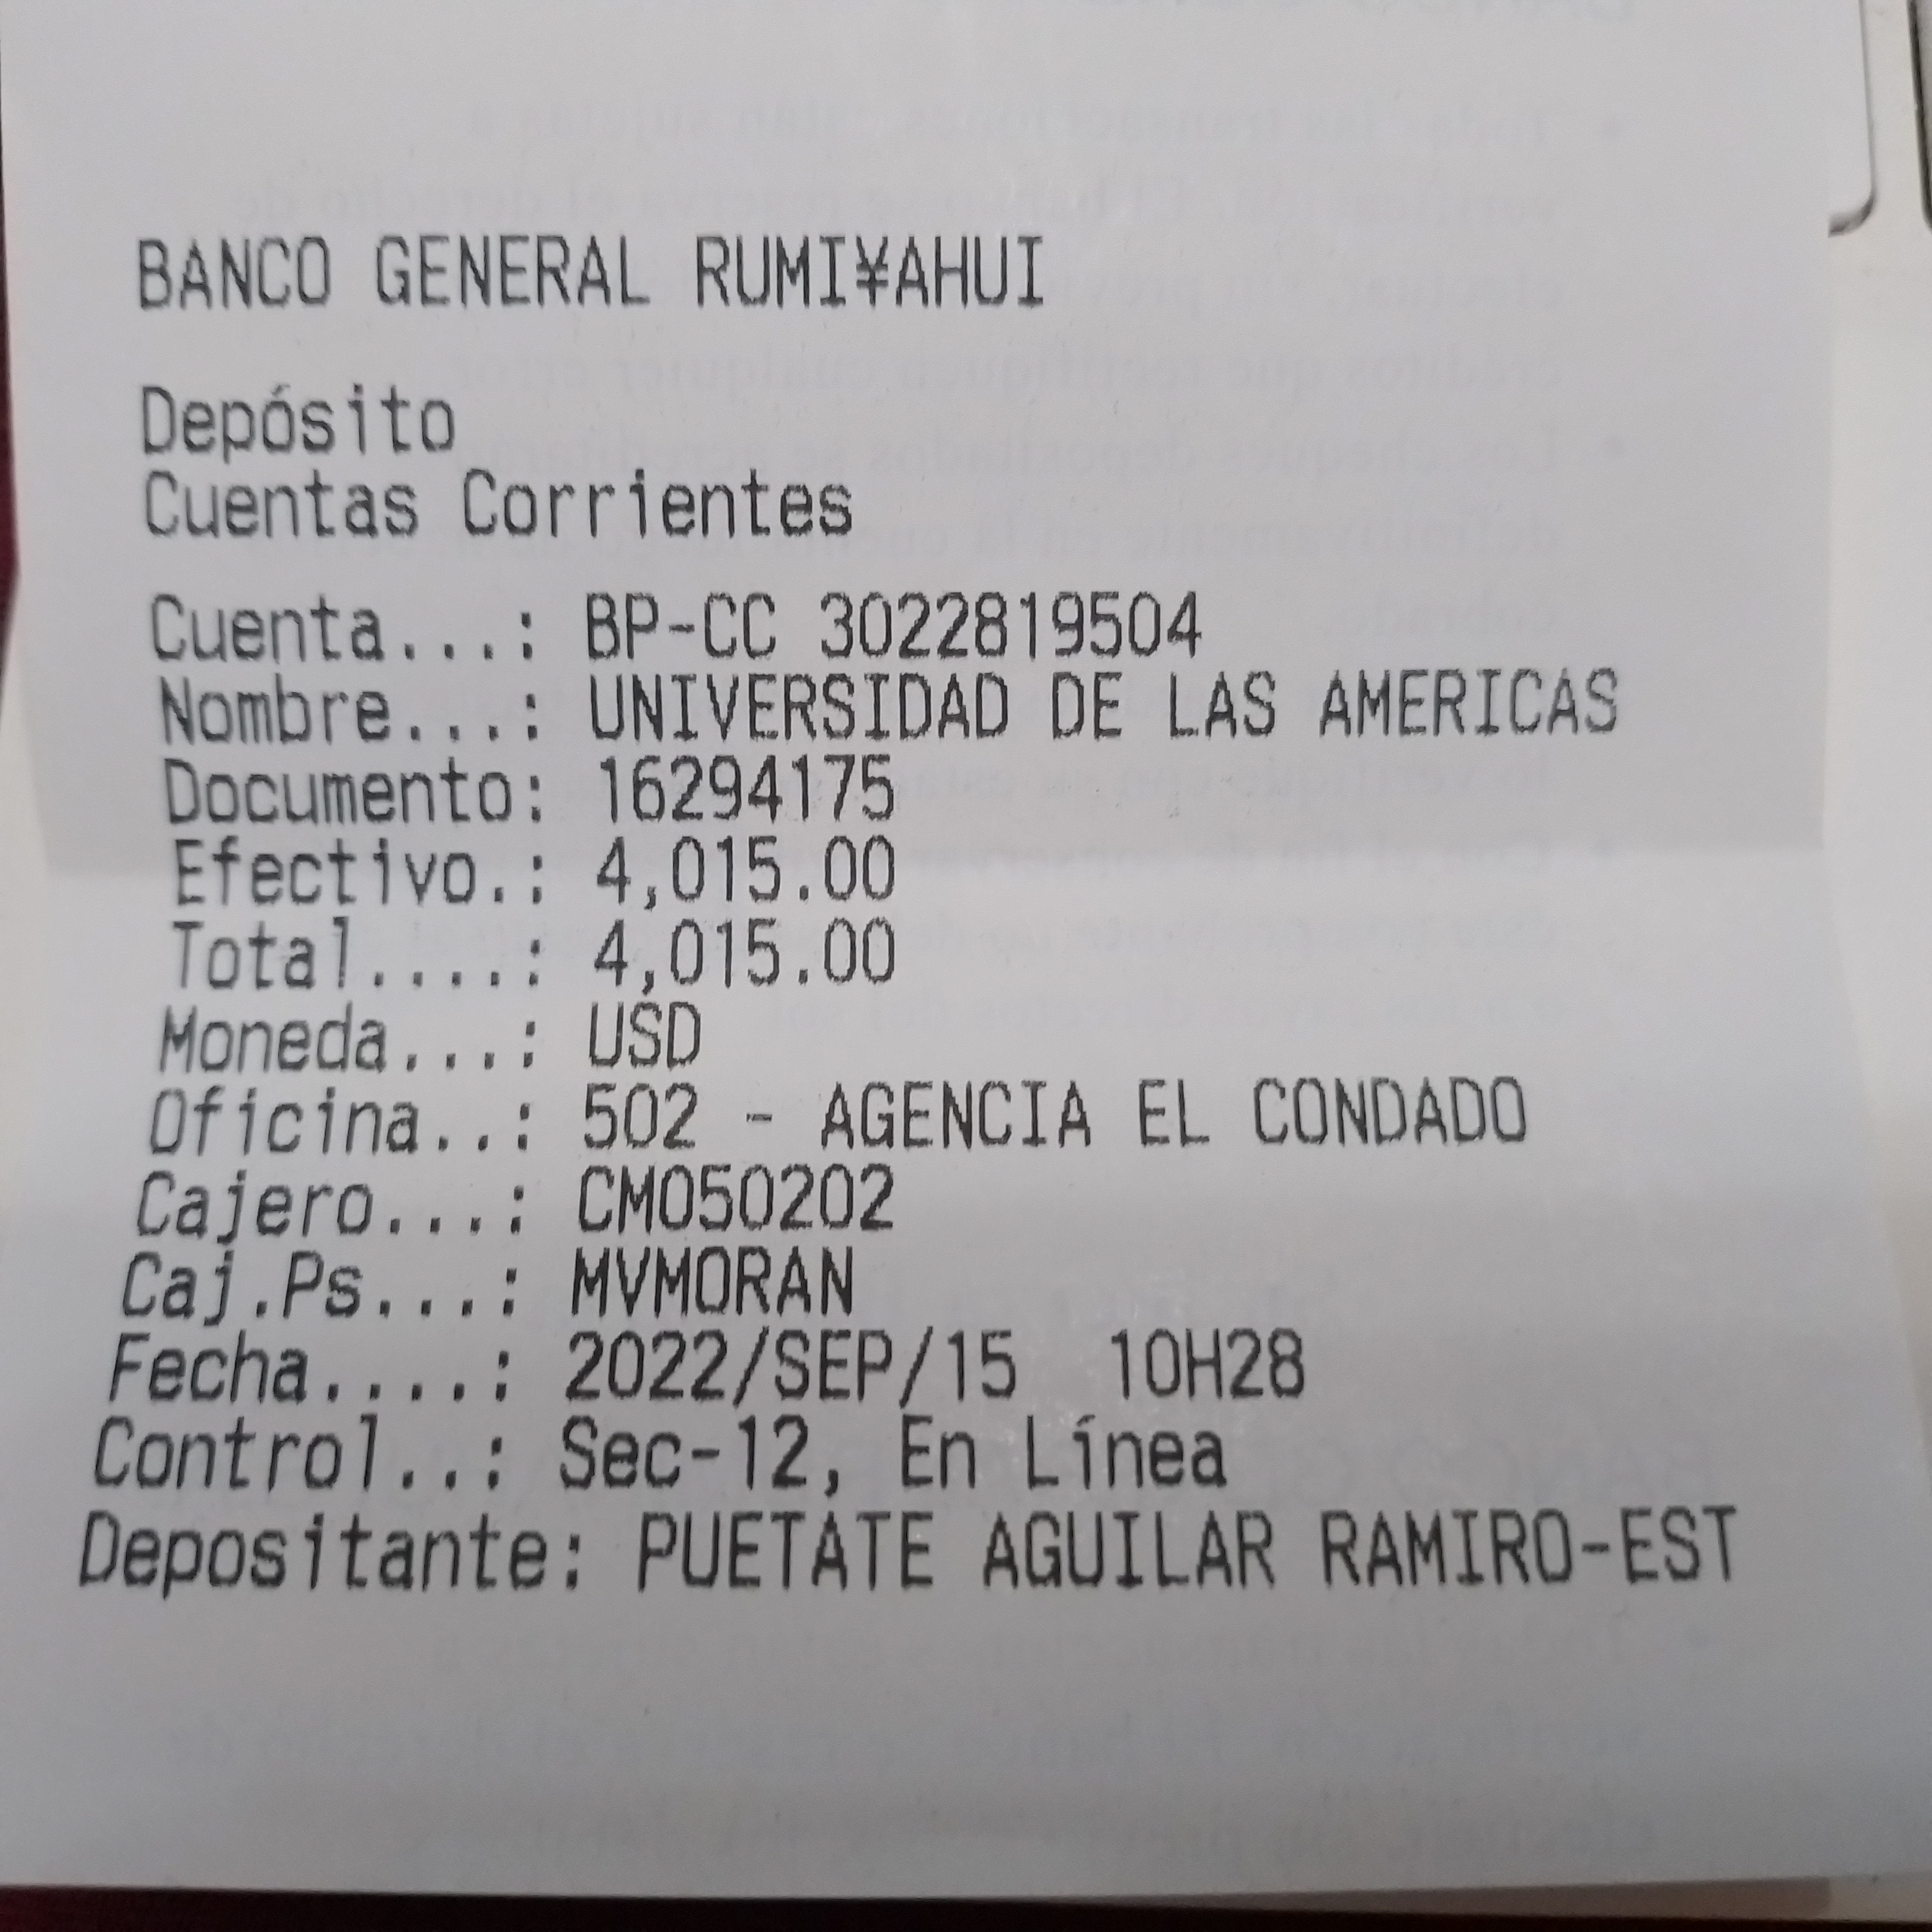 BANCO GENERAL RUMI¥AHUI
Depósito
Cuentas Corrientes
Cuenta...: BP-CC 3022819504
Nombre...: UNIVERSIDAD DE LAS AMERICAS
Documento: 16294175
Efectivo.: 4,015.00
Total....: 4,015.00
Moneda...: USD
Oficina..: 502 - AGENCIA EL CONDADO
Cajero...: CM050202
Caj.Ps...: MVMORAN
Fecha....: 2022/SEP/15 10H28
Control..: Sec-12, En Línea
Depositante: PUETATE AGUILAR RAMIRO-EST